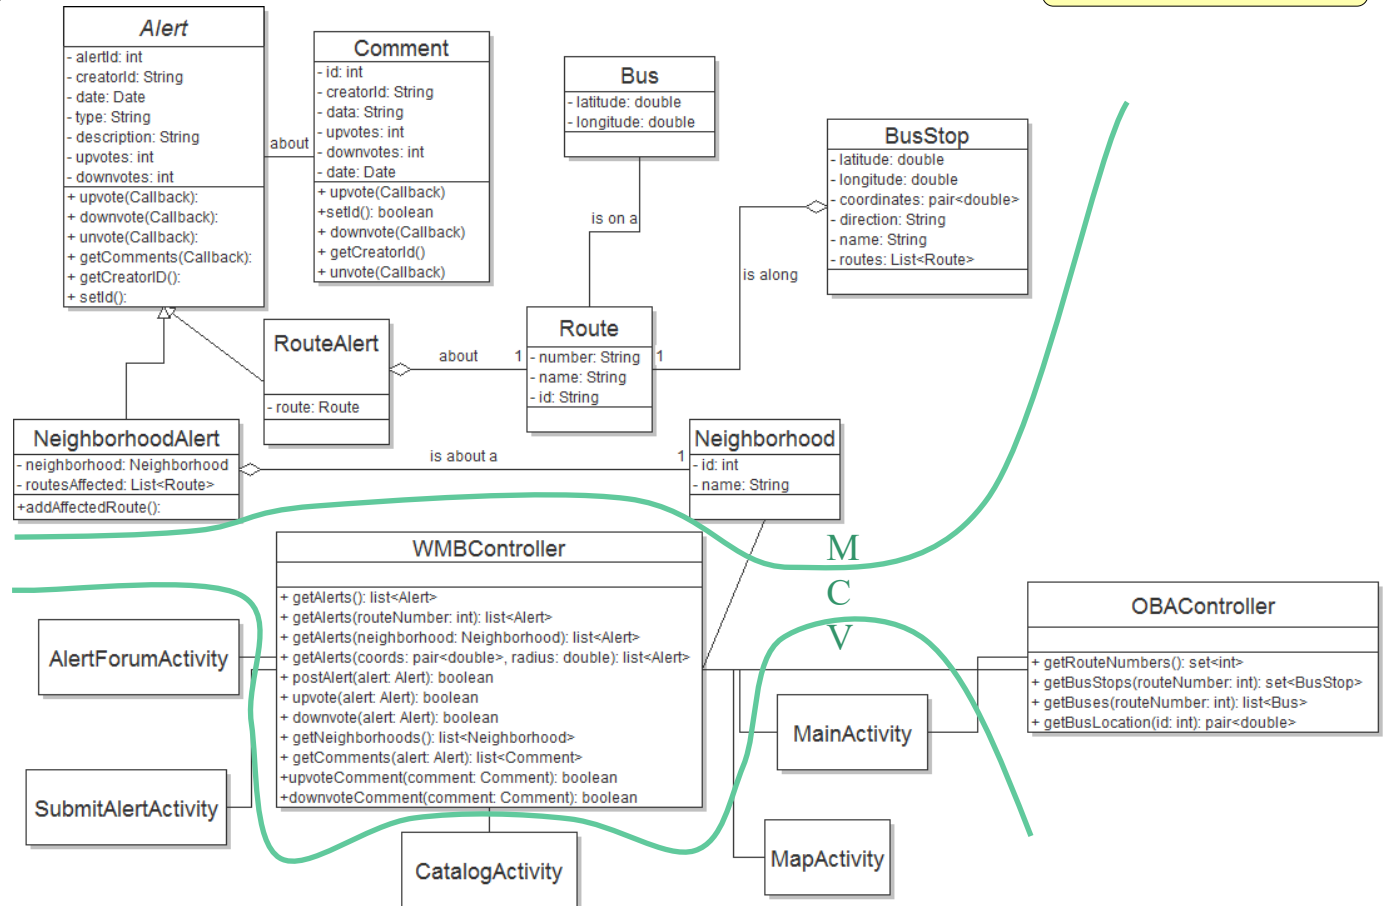 Alert
- alertId: int
- creatorId: String
- date: Date
- type: String
- description: String
- upvotes: int
- downvotes: int
+ upvote(Callback):
+ downvote(Callback):
+ unvote(Callback):
+ getComments(Callback):
+ getCreatorID():
+ setId():
about
Comment
- id: int
- creatorId: String
- data: String
- upvotes: int
- downvotes: int
- date: Date
+ upvote(Callback)
+setId(): boolean
+ downvote(Callback)
+ getCreatorId()
+ unvote(Callback)
Bus
- latitude: double
- longitude: double
is on a
BusStop
- latitude: double
- longitude: double
- coordinates: pair<double>
- direction: String
- name: String
- routes: List<Route>
is along
RouteAlert
- route: Route
about
1
Route
- number: String
- name: String
- id: String
1
NeighborhoodAlert
- neighborhood: Neighborhood
- routesAffected: List<Route>
+addAffectedRoute():
is about a
1
Neighborhood
- id: int
- name: String
M
C
V
WMBController
+ getAlerts(): list<Alert>
+ getAlerts(routeNumber: int): list<Alert>
+ getAlerts(neighborhood: Neighborhood): list<Alert>
+ getAlerts(coords: pair<double>, radius: double): list<Alert>
+ postAlert(alert: Alert): boolean
+ upvote(alert: Alert): boolean
+ downvote(alert: Alert): boolean
+ getNeighborhoods(): list<Neighborhood>
+ getComments(alert: Alert): list<Comment>
+upvoteComment(comment: Comment): boolean
+downvoteComment(comment: Comment): boolean
OBAController
+ getRouteNumbers(): set<int>
+ getBusStops(routeNumber: int): set<BusStop>
+ getBuses(routeNumber: int): list<Bus>
+ getBusLocation(id: int): pair<double>
AlertForumActivity
SubmitAlertActivity
CatalogActivity
MainActivity
MapActivity